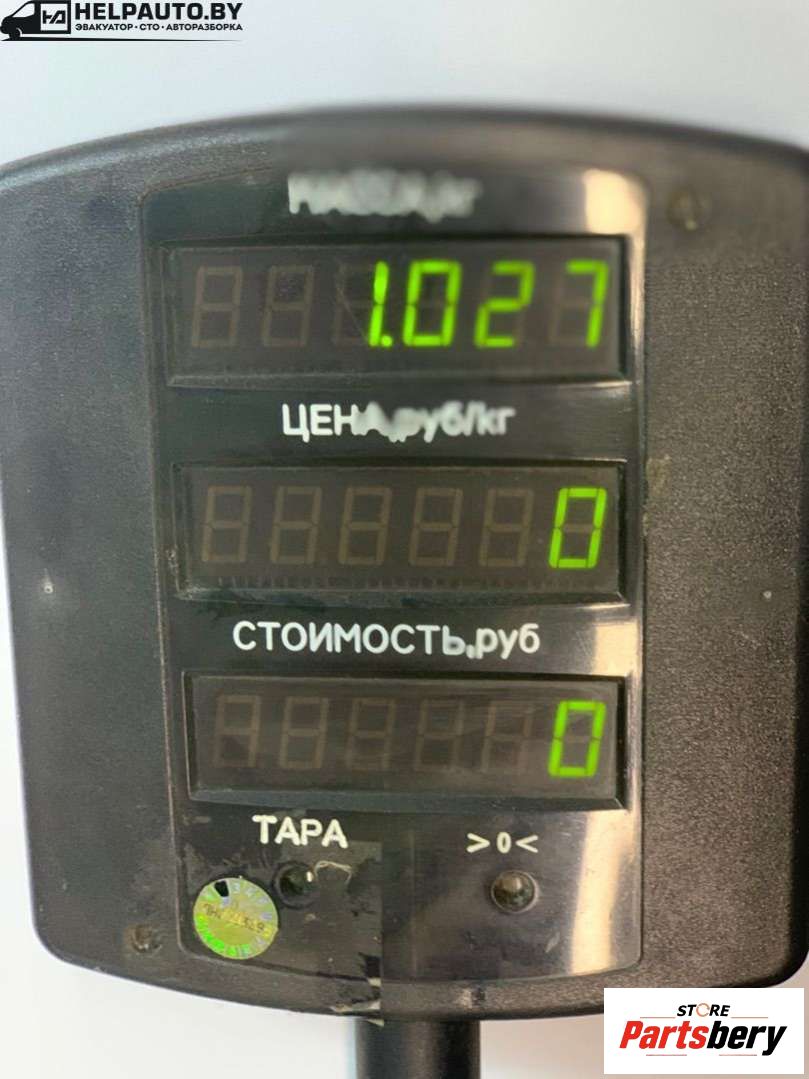 HELPAUTO.BY
ЭВАКУАТОР · СТО · АВТОРАЗБОРКА
1.027
ЦЕНА,руб/кг
0
СТОИМОСТЬ,руб
0
ТАРА
>0<
STORE
Partsbery